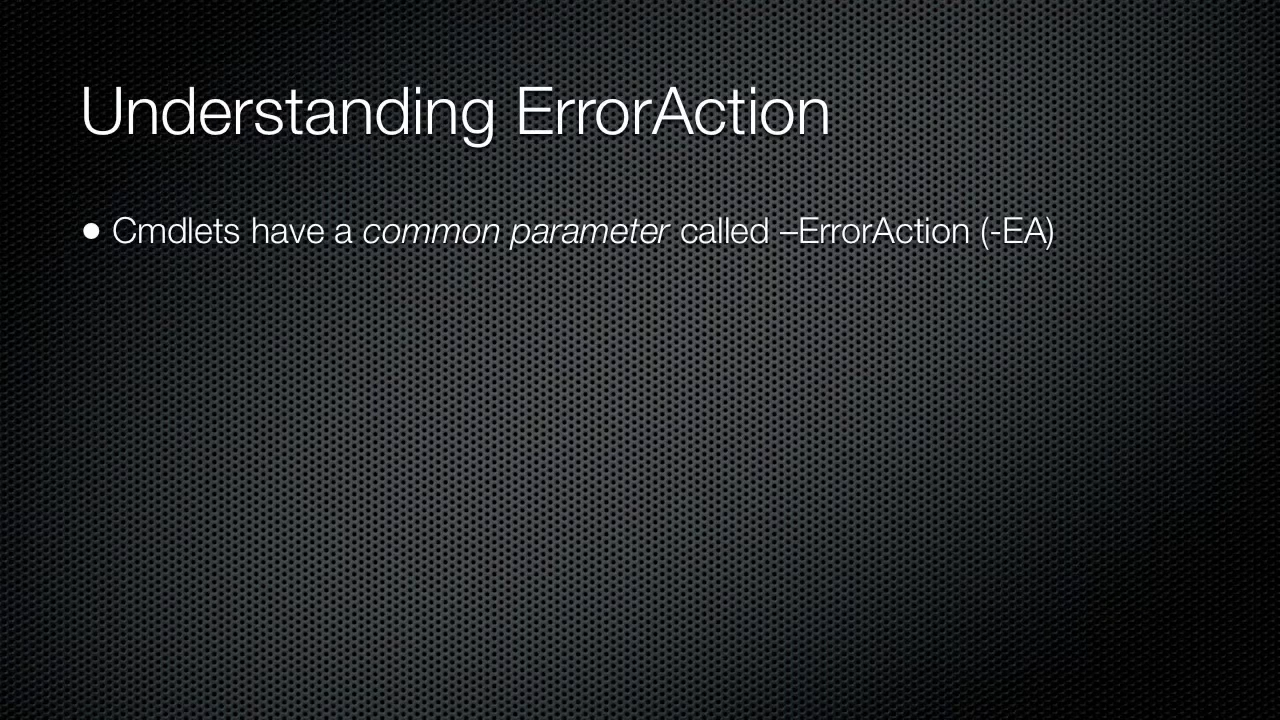 Understanding ErrorAction
• Cmdlets have a common parameter called –ErrorAction (-EA)